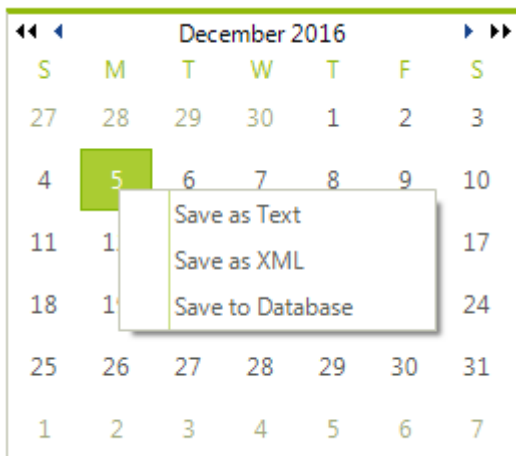 December 2016
S M T W T F S
27 28 29 30 1 2 3
4 5 6 7 8 9 10
Save as Text
11 17
Save as XML
18 24
Save to Database
25 26 27 28 29 30 31
1 2 3 4 5 6 7